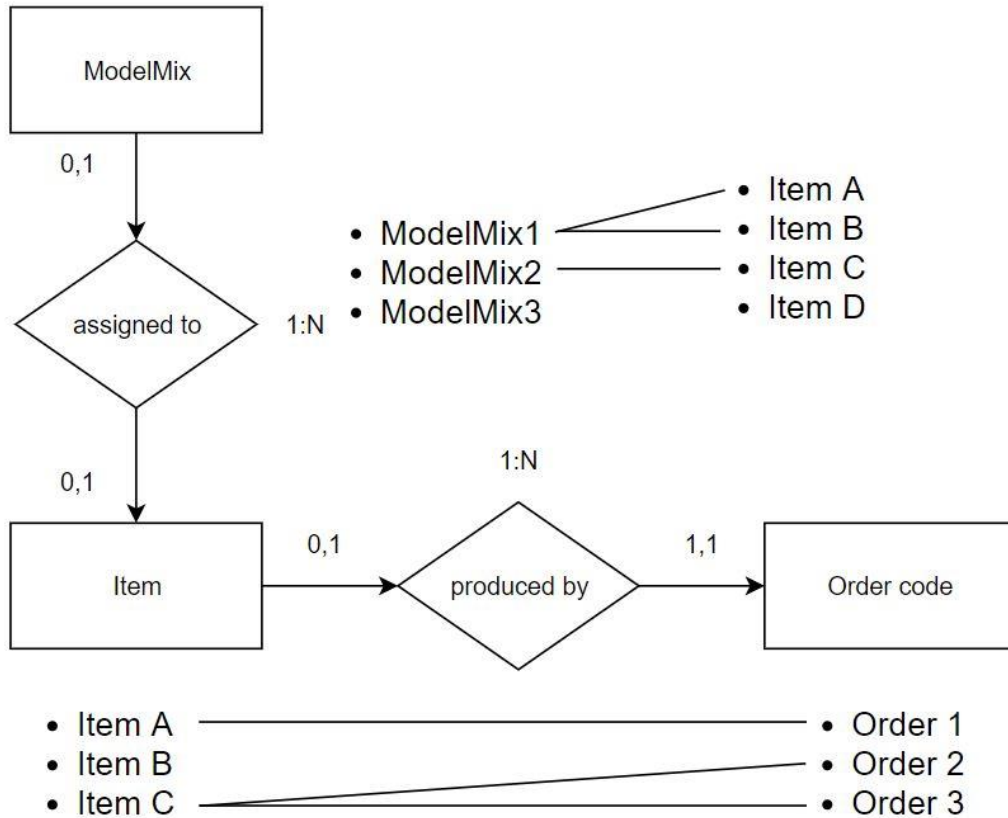 ModelMix
0,1
assigned to
1:N
0,1
• ModelMix1
• ModelMix2
• ModelMix3
• Item A
• Item B
• Item C
• Item D
Item
0,1
1:N
produced by
1,1
Order code
• Item A
• Item B
• Item C
• Order 1
• Order 2
• Order 3